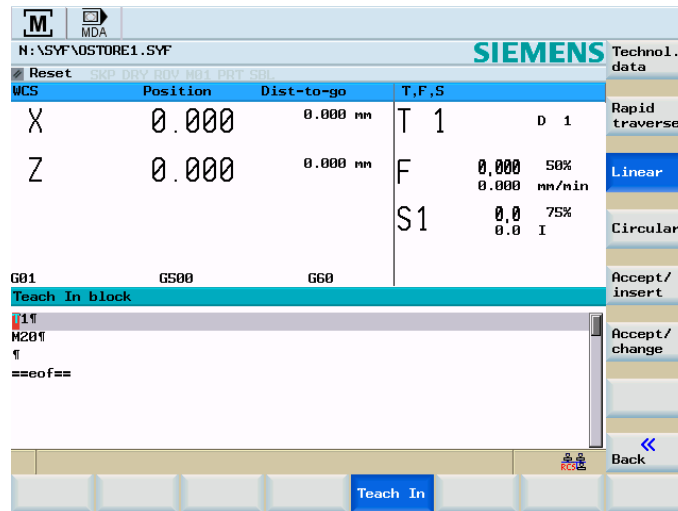 M
MDA
N:\SYF\OSTORE1.SYF
SIEMENS
Reset SKP DRY ROV M01 PRT SBL
WCS Position Dist-to-go T,F,S
X 0.000 0.000 mm T 1 D 1
Z 0.000 0.000 mm F 0,000 50%
0.000 mm/min
S1 0,0 75%
0.0 I
G01 G500 G60
Teach In block
T1¶
M20¶
¶
==eof==
RCS
Teach In
Technol.
data
Rapid
traverse
Linear
Circular
Accept/
insert
Accept/
change
«
Back